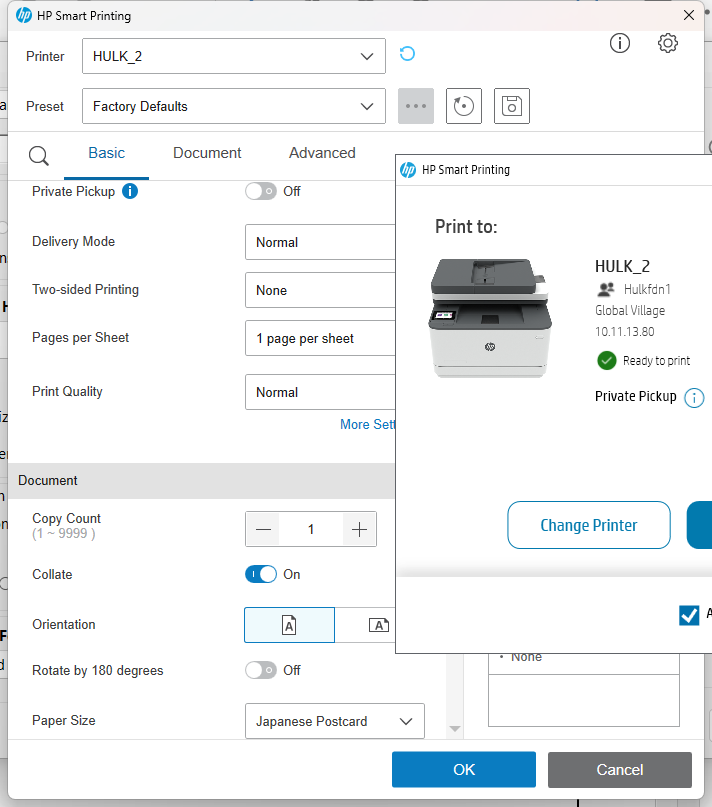 hp HP Smart Printing
Printer HULK_2
Preset Factory Defaults
Basic Document Advanced
Private Pickup Off
Delivery Mode Normal
Two-sided Printing None
Pages per Sheet 1 page per sheet
Print Quality Normal
More Sett
Document
Copy Count 1
(1 ~ 9999 )
Collate On
Orientation A A
Rotate by 180 degrees Off
Paper Size Japanese Postcard
hp HP Smart Printing
Print to:
HULK_2
Hulkfdn1
Global Village
10.11.13.80
Ready to print
Private Pickup
Change Printer
A
• None
OK Cancel